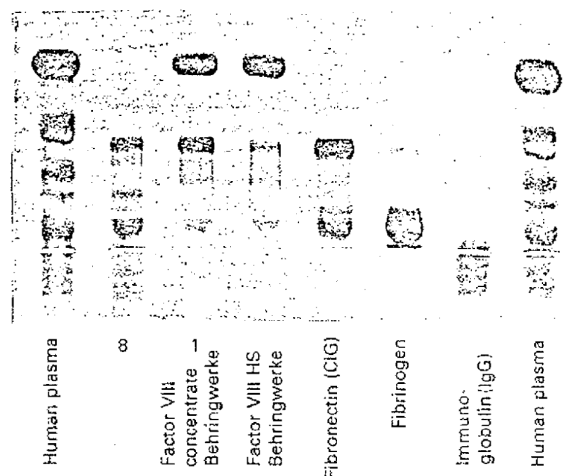 Human plasma
8
1
Factor VIII
concentrate
Behringwerke
Factor VIII HS
Behringwerke
Fibronectin (CIG)
Fibrinogen
Immuno-
globulin (IgG)
Human plasma